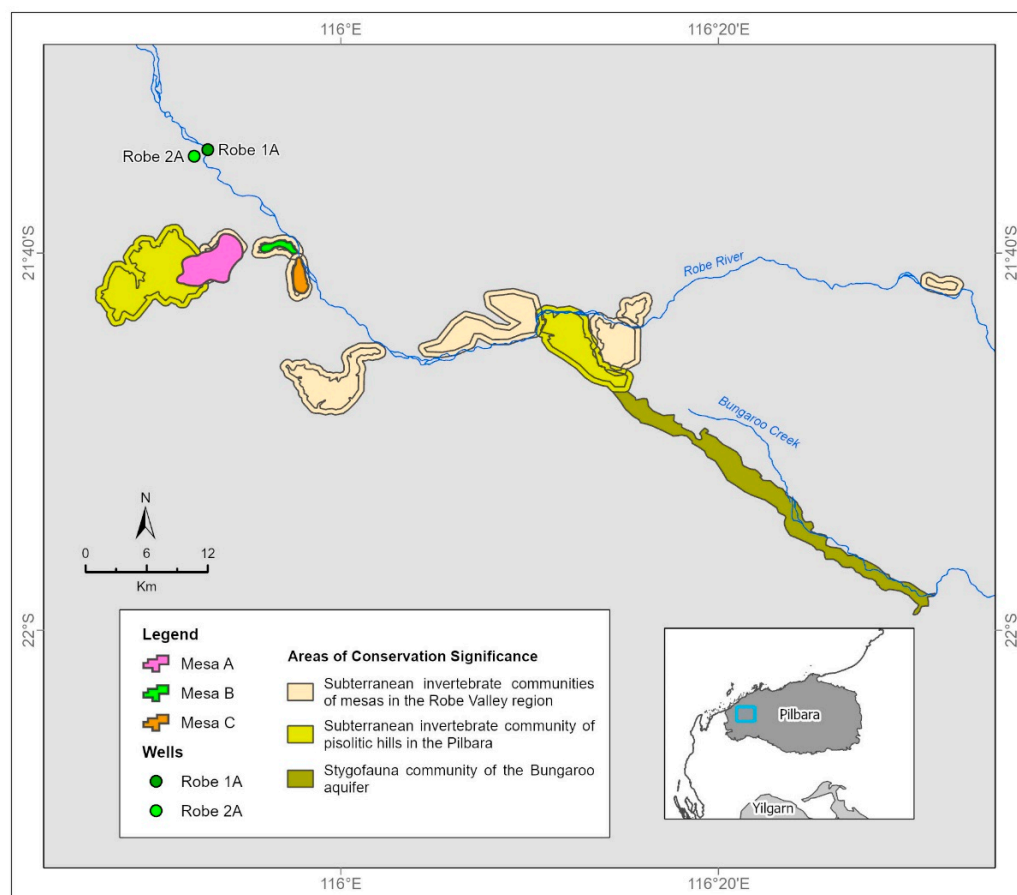 116°E 116°20'E
Robe 1A
Robe 2A
21°40'S 21°40'S
Robe River
Bungaroo Creek
N
0 6 12
Km
22°S 22°S
Legend
Mesa A
Mesa B
Mesa C
Wells
Robe 1A
Robe 2A
Areas of Conservation Significance
Subterranean invertebrate communities
of mesas in the Robe Valley region
Subterranean invertebrate community of
pisolitic hills in the Pilbara
Stygofauna community of the Bungaroo
aquifer
Pilbara
Yilgarn
116°E 116°20'E